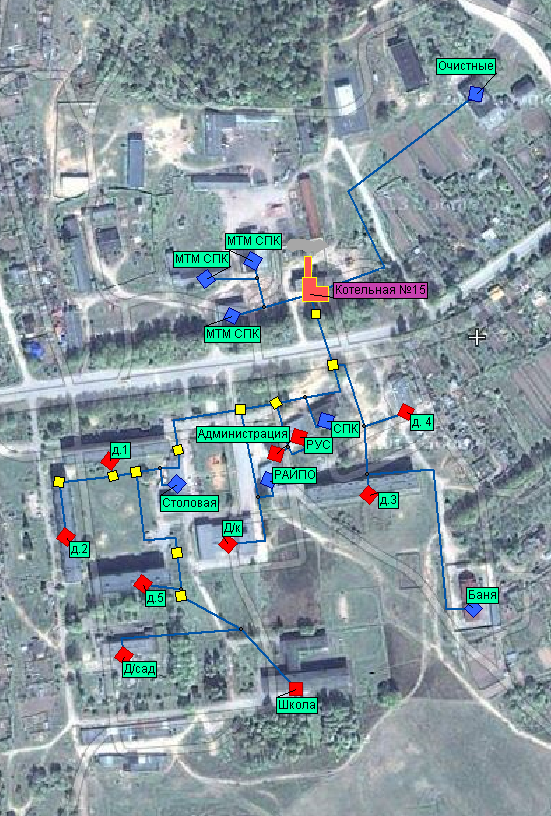 Очистные
МТМ СПК
МТМ СПК
Котельная №15
МТМ СПК
д. 4
СПК
Администрация
РУС
д.1
РАЙПО
д.3
Столовая
Д/к
д.2
Баня
д.5
Д/сад
Школа